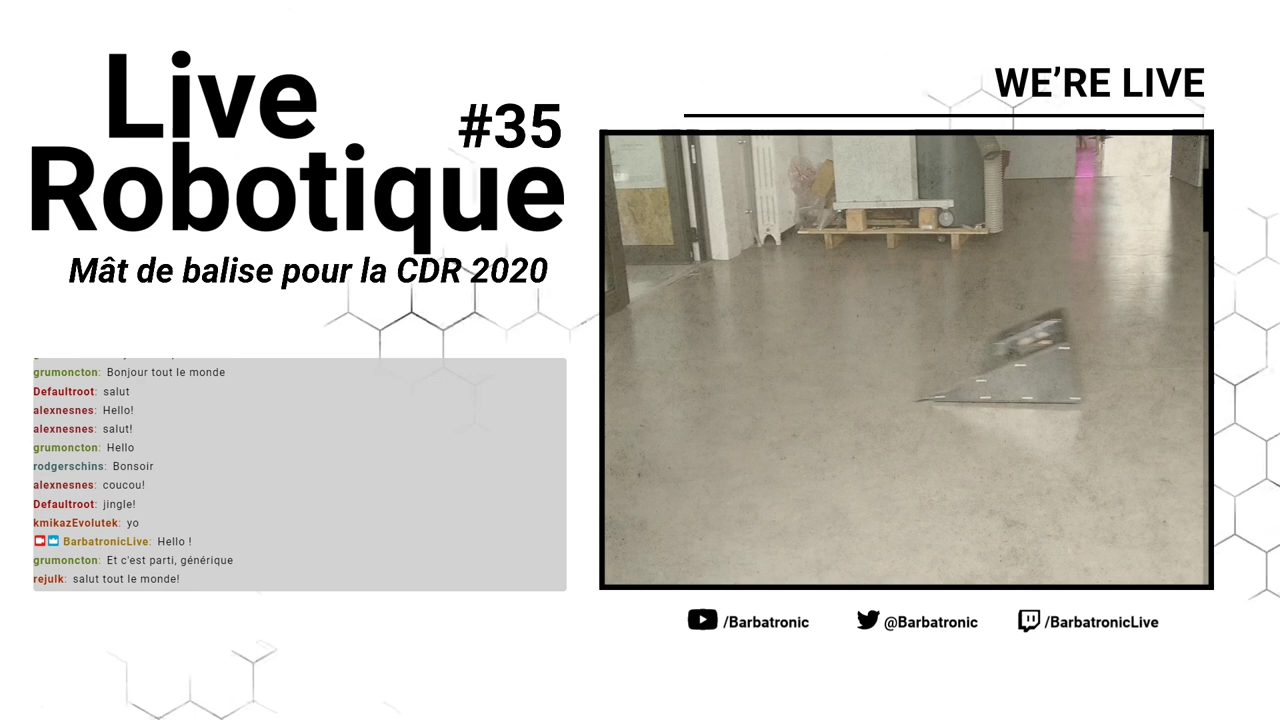 Live
Robotique
#35
Mât de balise pour la CDR 2020
WE'RE LIVE
grumoncton: Bonjour tout le monde
Defaultroot: salut
alexnesnes: Hello!
alexnesnes: salut!
grumoncton: Hello
rodgerschins: Bonsoir
alexnesnes: coucou!
Defaultroot: jingle!
kmikazEvolutek: yo
BarbatronicLive: Hello !
grumoncton: Et c'est parti, générique
rejulk: salut tout le monde!
/Barbatronic
@Barbatronic
/BarbatronicLive